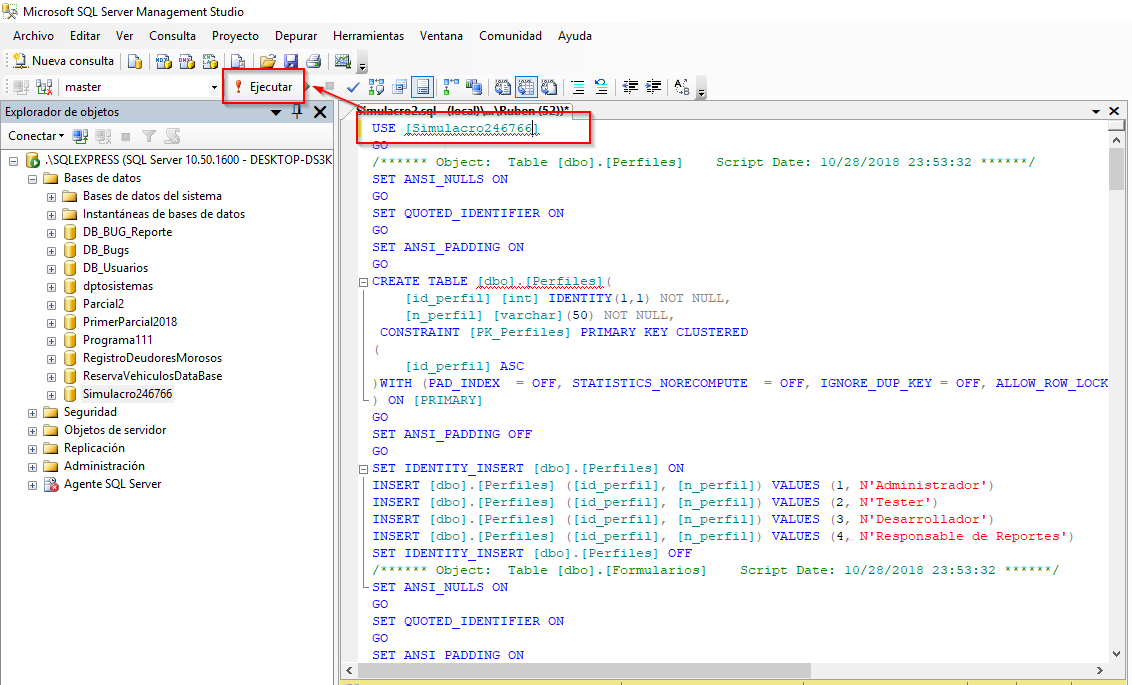 Microsoft SQL Server Management Studio
Archivo Editar Ver Consulta Proyecto Depurar Herramientas Ventana Comunidad Ayuda
Nueva consulta
master
Ejecutar
Explorador de objetos
Conectar
.\SQLEXPRESS (SQL Server 10.50.1600 - DESKTOP-DS3K
Bases de datos
Bases de datos del sistema
Instantáneas de bases de datos
DB_BUG_Reporte
DB_Bugs
DB_Usuarios
dptosistemas
Parcial2
PrimerParcial2018
Programa111
RegistroDeudoresMorosos
ReservaVehiculosDataBase
Simulacro246766
Seguridad
Objetos de servidor
Replicación
Administración
Agente SQL Server
Simulacro2.sql - (local)\...\Ruben (52))*
USE [Simulacro246766]
GO
/****** Object:  Table [dbo].[Perfiles]    Script Date: 10/28/2018 23:53:32 ******/
SET ANSI_NULLS ON
GO
SET QUOTED_IDENTIFIER ON
GO
SET ANSI_PADDING ON
GO
CREATE TABLE [dbo].[Perfiles](
[id_perfil] [int] IDENTITY(1,1) NOT NULL,
[n_perfil] [varchar](50) NOT NULL,
CONSTRAINT [PK_Perfiles] PRIMARY KEY CLUSTERED
(
[id_perfil] ASC
)WITH (PAD_INDEX  = OFF, STATISTICS_NORECOMPUTE  = OFF, IGNORE_DUP_KEY = OFF, ALLOW_ROW_LOCK
) ON [PRIMARY]
GO
SET ANSI_PADDING OFF
GO
SET IDENTITY_INSERT [dbo].[Perfiles] ON
INSERT [dbo].[Perfiles] ([id_perfil], [n_perfil]) VALUES (1, N'Administrador')
INSERT [dbo].[Perfiles] ([id_perfil], [n_perfil]) VALUES (2, N'Tester')
INSERT [dbo].[Perfiles] ([id_perfil], [n_perfil]) VALUES (3, N'Desarrollador')
INSERT [dbo].[Perfiles] ([id_perfil], [n_perfil]) VALUES (4, N'Responsable de Reportes')
SET IDENTITY_INSERT [dbo].[Perfiles] OFF
/****** Object:  Table [dbo].[Formularios]    Script Date: 10/28/2018 23:53:32 ******/
SET ANSI_NULLS ON
GO
SET QUOTED_IDENTIFIER ON
GO
SET ANSI PADDING ON